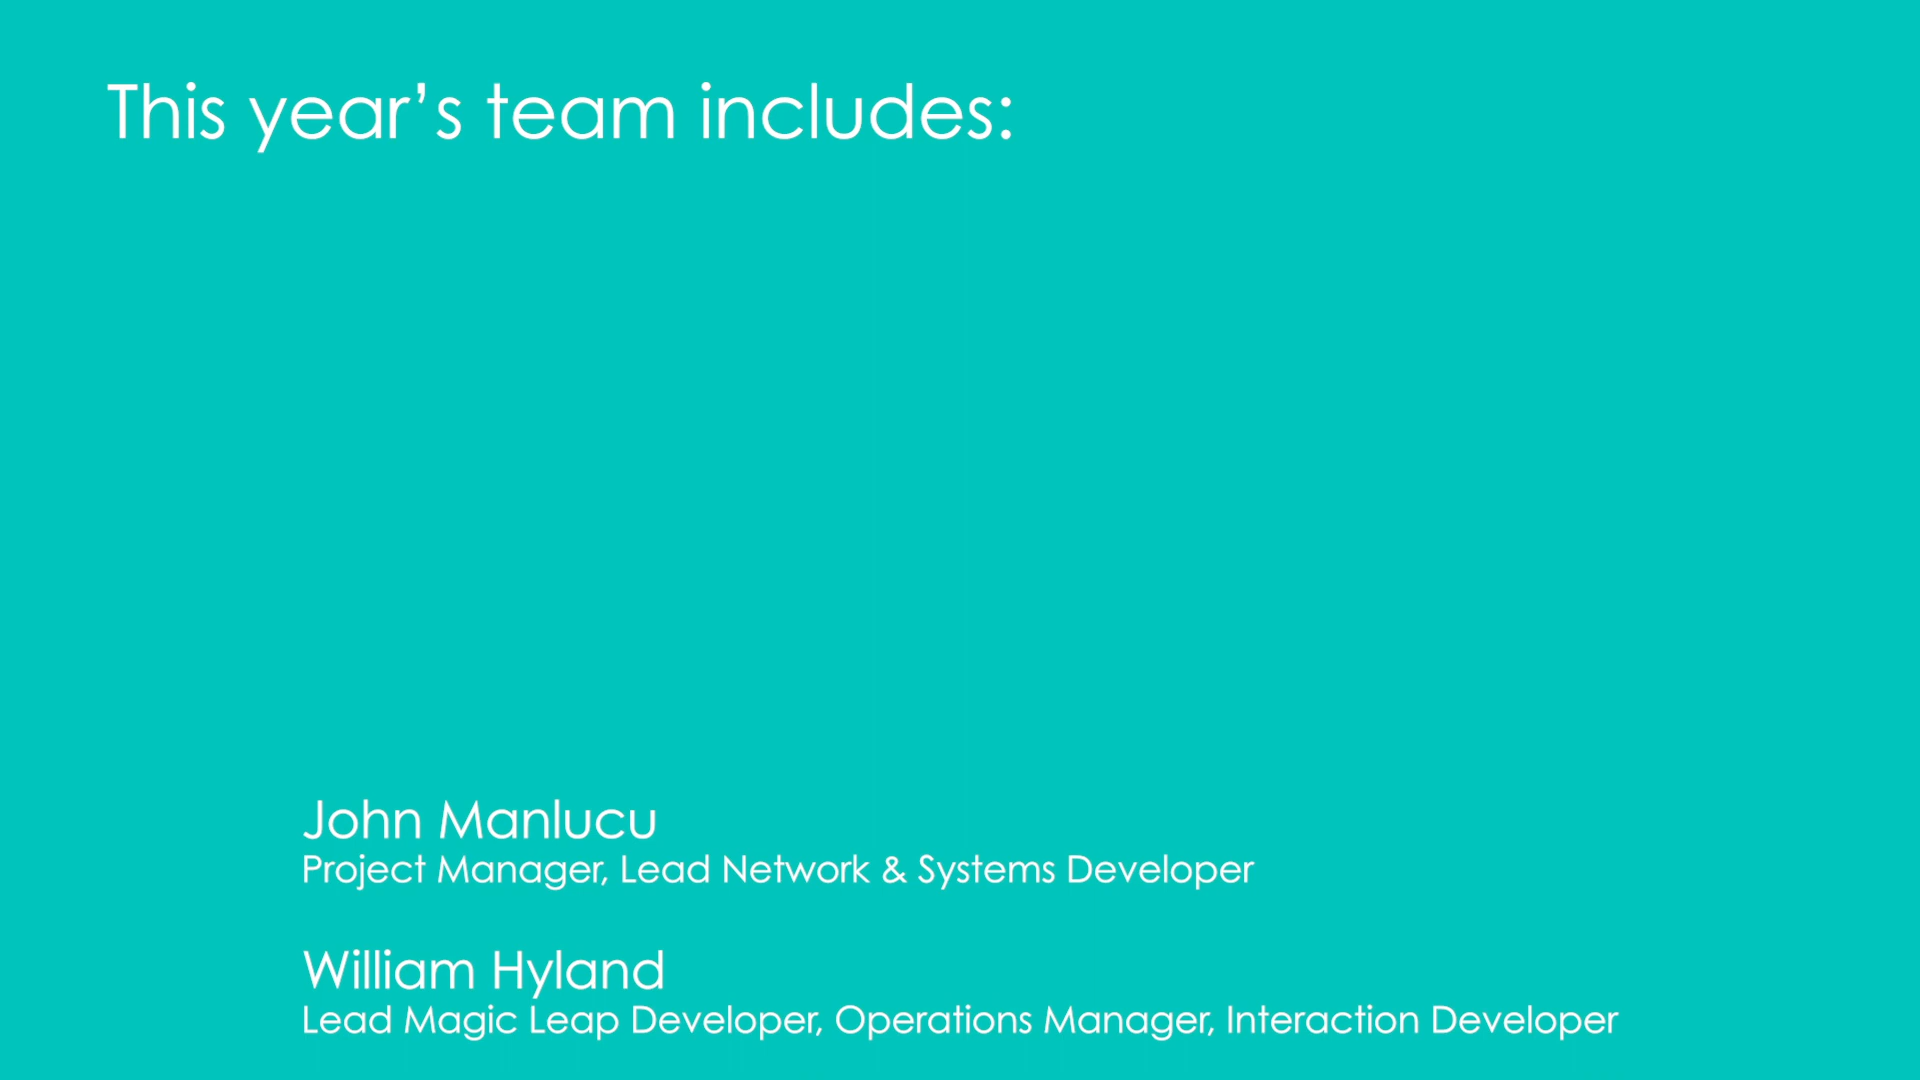 This year’s team includes:
John Manlucu
Project Manager, Lead Network & Systems Developer
William Hyland
Lead Magic Leap Developer, Operations Manager, Interaction Developer